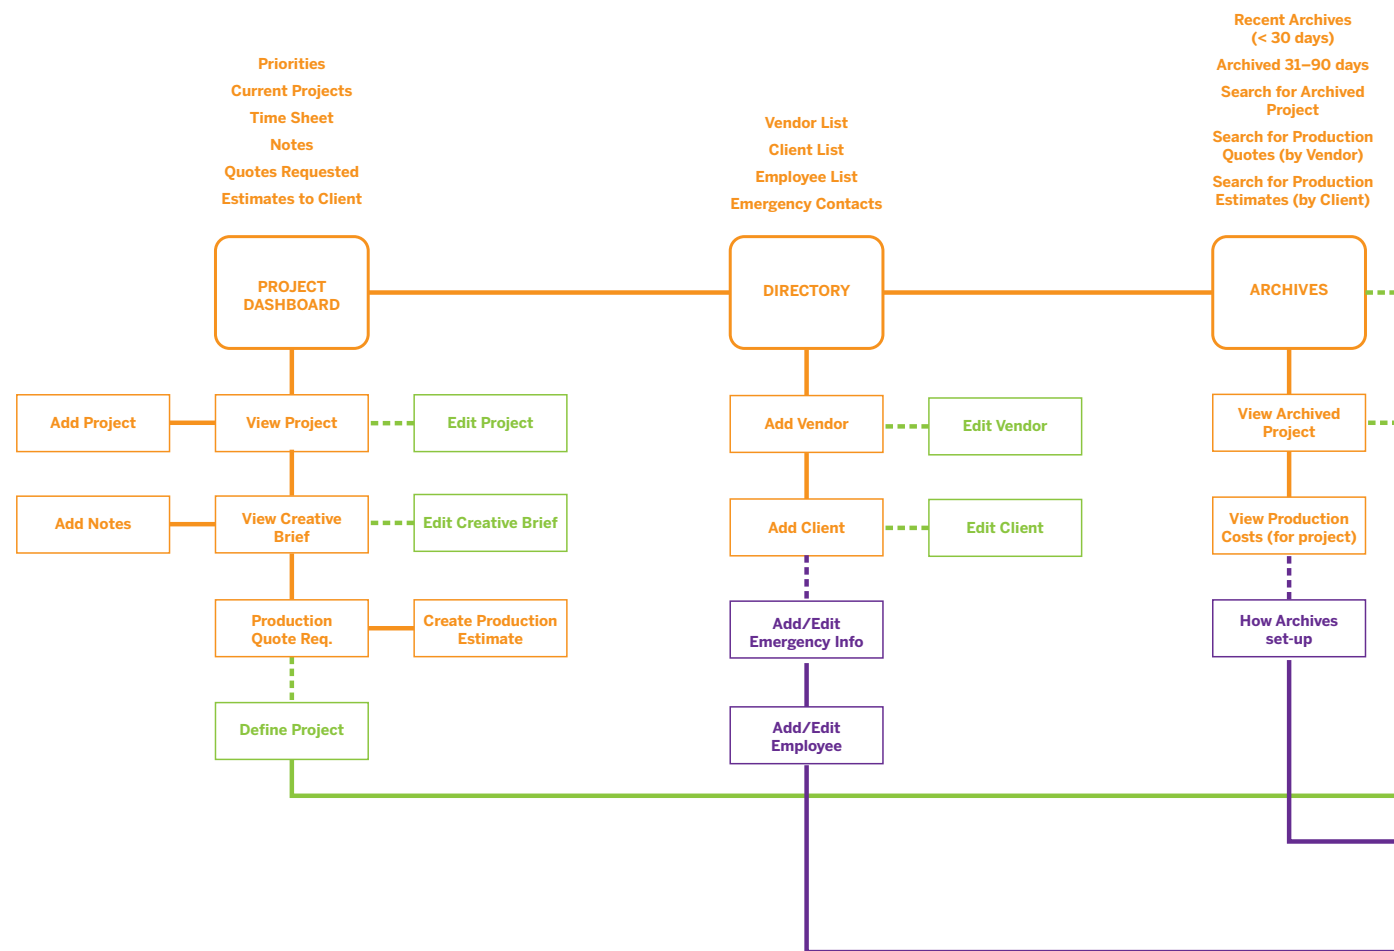 Priorities
Current Projects
Time Sheet
Notes
Quotes Requested
Estimates to Client
Vendor List
Client List
Employee List
Emergency Contacts
Recent Archives
(< 30 days)
Archived 31–90 days
Search for Archived
Project
Search for Production
Quotes (by Vendor)
Search for Production
Estimates (by Client)
PROJECT
DASHBOARD
DIRECTORY
ARCHIVES
Add Project
View Project
Edit Project
Add Vendor
Edit Vendor
View Archived
Project
Add Notes
View Creative
Brief
Edit Creative Brief
Add Client
Edit Client
View Production
Costs (for project)
Production
Quote Req.
Create Production
Estimate
Add/Edit
Emergency Info
How Archives
set-up
Define Project
Add/Edit
Employee